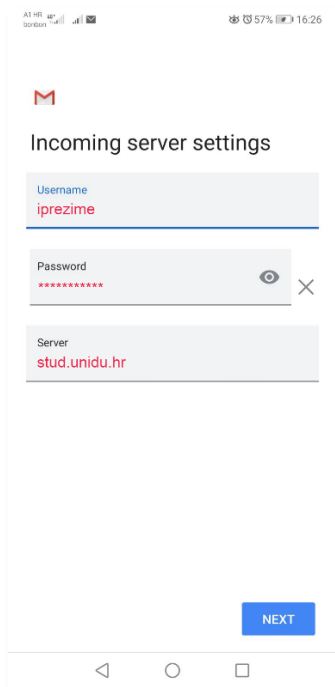 A1 HR
bonbon
57% 16:26
Incoming server settings
Username
iprezime
Password
***********
Server
stud.unidu.hr
NEXT